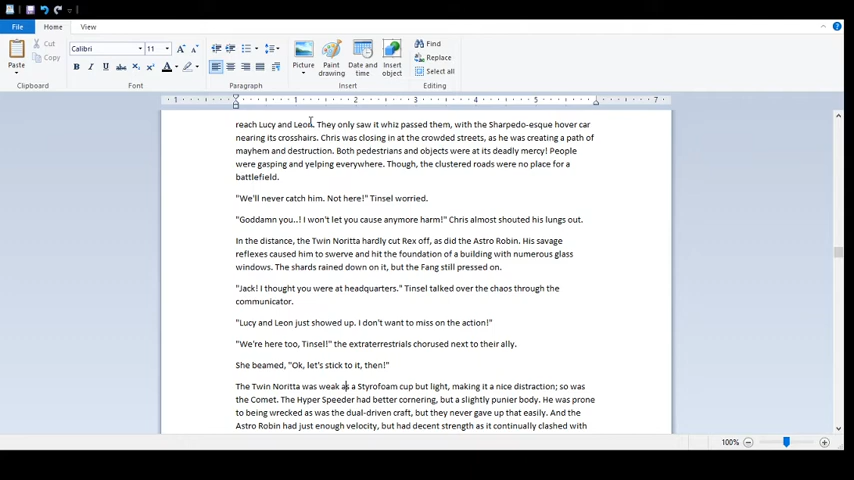 File
Home
View
Cut
Copy
Paste
Clipboard
Calibri
11
Font
Paragraph
Picture
Paint drawing
Date and time
Insert object
Insert
Find
Replace
Select all
Editing
1 1 2 3 4 5 7
reach Lucy and Leon. They only saw it whiz passed them, with the Sharpedo-esque hover car
nearing its crosshairs. Chris was closing in at the crowded streets, as he was creating a path of
mayhem and destruction. Both pedestrians and objects were at its deadly mercy! People
were gasping and yelping everywhere. Though, the clustered roads were no place for a
battlefield.
"We'll never catch him. Not here!" Tinsel worried.
"Goddamn you..! I won't let you cause anymore harm!" Chris almost shouted his lungs out.
In the distance, the Twin Noritta hardly cut Rex off, as did the Astro Robin. His savage
reflexes caused him to swerve and hit the foundation of a building with numerous glass
windows. The shards rained down on it, but the Fang still pressed on.
"Jack! I thought you were at headquarters." Tinsel talked over the chaos through the
communicator.
"Lucy and Leon just showed up. I don't want to miss on the action!"
"We're here too, Tinsel!" the extraterrestrials chorused next to their ally.
She beamed, "Ok, let's stick to it, then!"
The Twin Noritta was weak as a Styrofoam cup but light, making it a nice distraction; so was
the Comet. The Hyper Speeder had better cornering, but a slightly punier body. He was prone
to being wrecked as was the dual-driven craft, but they never gave up that easily. And the
Astro Robin had just enough velocity, but had decent strength as it continually clashed with
100%